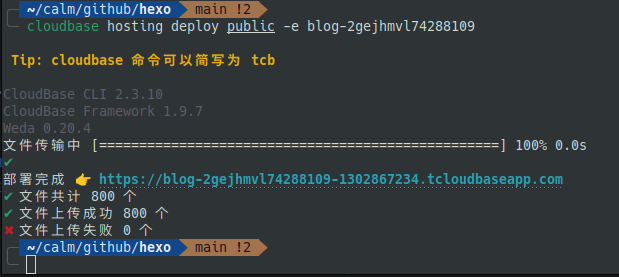 ~/calm/github/hexo main !2
cloudbase hosting deploy public -e blog-2gejhmvl74288109
Tip: cloudbase 命令可以简写为 tcb
CloudBase CLI 2.3.10
CloudBase Framework 1.9.7
Weda 0.20.4
文件传输中 [==================================================] 100% 0.0s
✔
部署完成 👉 https://blog-2gejhmvl74288109-1302867234.tcloudbaseapp.com
✔ 文件共计 800 个
✔ 文件上传成功 800 个
✖ 文件上传失败 0 个
~/calm/github/hexo main !2